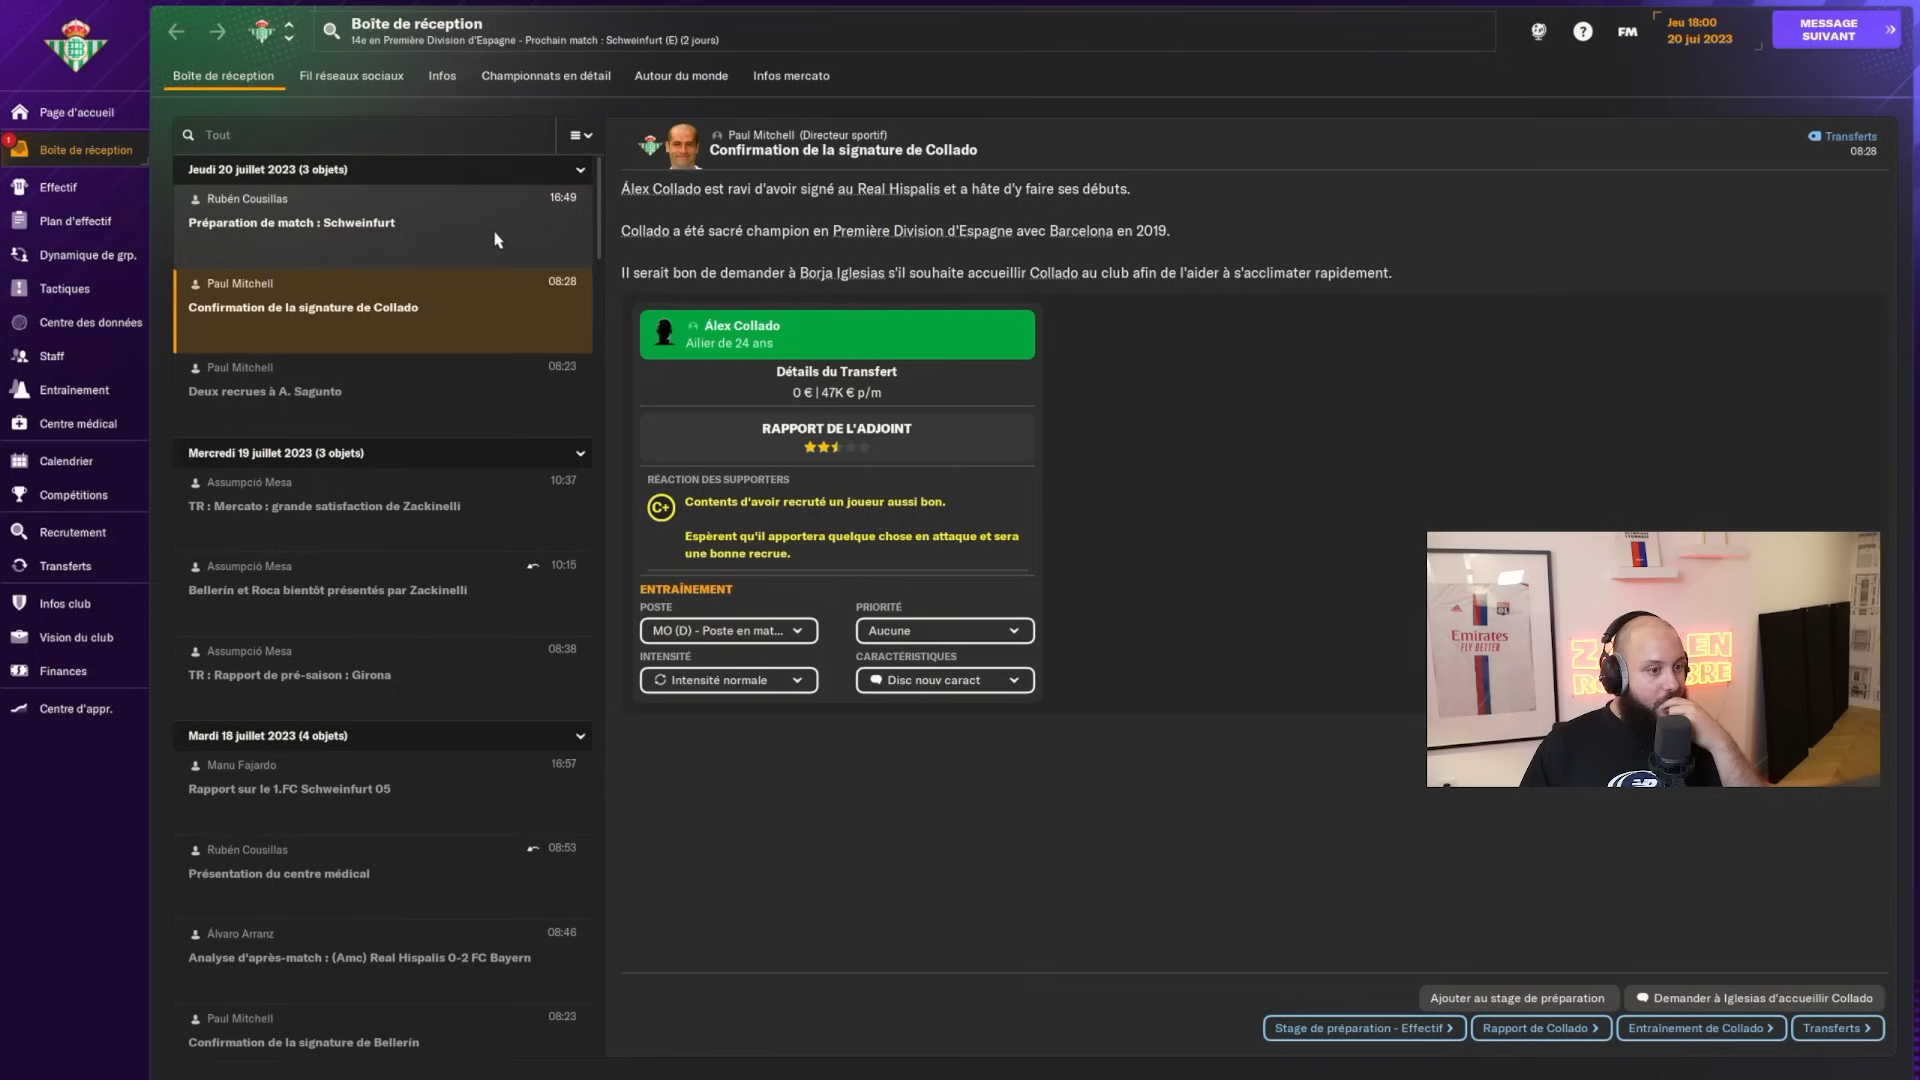 Boîte de réception
14e en Première Division d'Espagne - Prochain match : Schweinfurt (E) (2 jours)
FM
Jeu 18:00
20 jui 2023
MESSAGE
SUIVANT
Boîte de réception
Fil réseaux sociaux
Infos
Championnats en détail
Autour du monde
Infos mercato
Page d'accueil
1
Boîte de réception
Effectif
Plan d'effectif
Dynamique de grp.
Tactiques
Centre des données
Staff
Entraînement
Centre médical
Calendrier
Compétitions
Recrutement
Transferts
Infos club
Vision du club
Finances
Centre d'appr.
Tout
Jeudi 20 juillet 2023 (3 objets)
Rubén Cousillas 16:49
Préparation de match : Schweinfurt
Paul Mitchell 08:28
Confirmation de la signature de Collado
Paul Mitchell 08:23
Deux recrues à A. Sagunto
Mercredi 19 juillet 2023 (3 objets)
Assumpció Mesa 10:37
TR : Mercato : grande satisfaction de Zackinelli
Assumpció Mesa 10:15
Bellerín et Roca bientôt présentés par Zackinelli
Assumpció Mesa 08:38
TR : Rapport de pré-saison : Girona
Mardi 18 juillet 2023 (4 objets)
Manu Fajardo 16:57
Rapport sur le 1.FC Schweinfurt 05
Rubén Cousillas 08:53
Présentation du centre médical
Álvaro Arranz 08:46
Analyse d'après-match : (Amc) Real Hispalis 0-2 FC Bayern
Paul Mitchell 08:23
Confirmation de la signature de Bellerín
Paul Mitchell (Directeur sportif)
Confirmation de la signature de Collado
Transferts
08:28
Álex Collado est ravi d'avoir signé au Real Hispalis et a hâte d'y faire ses débuts.
Collado a été sacré champion en Première Division d'Espagne avec Barcelona en 2019.
Il serait bon de demander à Borja Iglesias s'il souhaite accueillir Collado au club afin de l'aider à s'acclimater rapidement.
Álex Collado
Ailier de 24 ans
Détails du Transfert
0 € | 47K € p/m
RAPPORT DE L'ADJOINT
RÉACTION DES SUPPORTERS
C+
Contents d'avoir recruté un joueur aussi bon.
Espèrent qu'il apportera quelque chose en attaque et sera
une bonne recrue.
ENTRAÎNEMENT
POSTE
PRIORITÉ
MO (D) - Poste en mat...
Aucune
INTENSITÉ
CARACTÉRISTIQUES
Intensité normale
Disc nouv caract
Emirates
FLY BETTER
Ajouter au stage de préparation
Demander à Iglesias d'accueillir Collado
Stage de préparation - Effectif
Rapport de Collado
Entraînement de Collado
Transferts